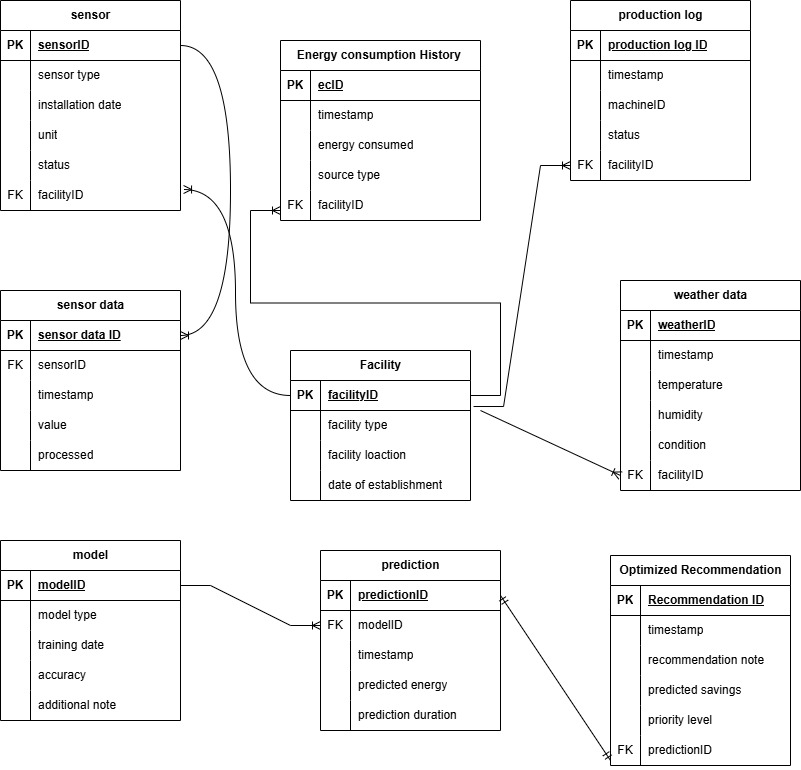 sensor
PK sensorID
sensor type
installation date
unit
status
FK facilityID
Energy consumption History
PK ecID
timestamp
energy consumed
source type
FK facilityID
production log
PK production log ID
timestamp
machineID
status
FK facilityID
sensor data
PK sensor data ID
FK sensorID
timestamp
value
processed
Facility
PK facilityID
facility type
facility loaction
date of establishment
weather data
PK weatherID
timestamp
temperature
humidity
condition
FK facilityID
model
PK modelID
model type
training date
accuracy
additional note
prediction
PK predictionID
FK modelID
timestamp
predicted energy
prediction duration
Optimized Recommendation
PK Recommendation ID
timestamp
recommendation note
predicted savings
priority level
FK predictionID